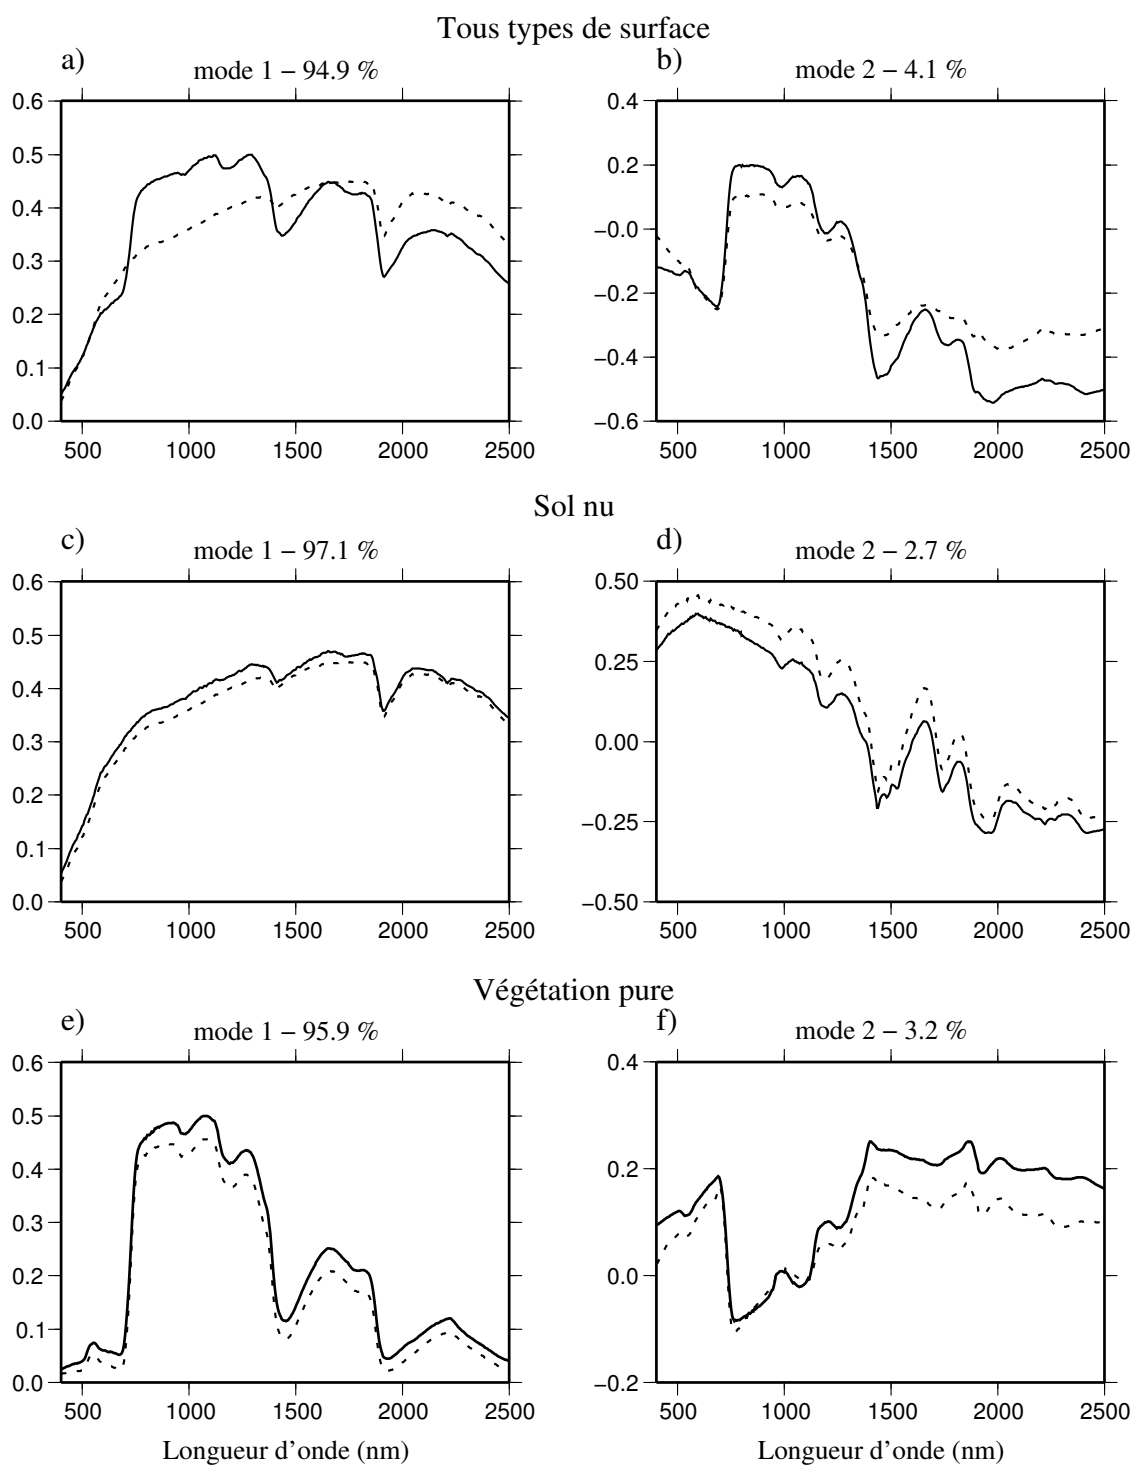 Tous types de surface
a)
b)
mode 1 − 94.9 %
mode 2 − 4.1 %
0.6
0.5
0.4
0.3
0.2
0.1
0.0
500 1000 1500 2000 2500
0.4
0.2
−0.0
−0.2
−0.4
−0.6
500 1000 1500 2000 2500
Sol nu
c)
d)
mode 1 − 97.1 %
mode 2 − 2.7 %
0.6
0.5
0.4
0.3
0.2
0.1
0.0
500 1000 1500 2000 2500
0.50
0.25
0.00
−0.25
−0.50
500 1000 1500 2000 2500
Végétation pure
e)
f)
mode 1 − 95.9 %
mode 2 − 3.2 %
0.6
0.5
0.4
0.3
0.2
0.1
0.0
500 1000 1500 2000 2500
Longueur d’onde (nm)
0.4
0.2
0.0
−0.2
500 1000 1500 2000 2500
Longueur d’onde (nm)